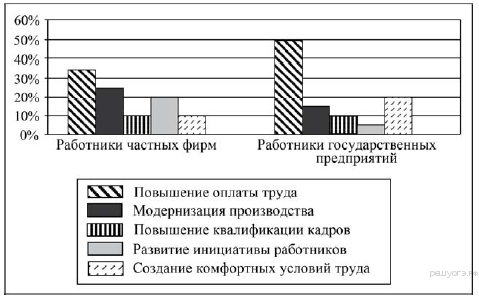 60%
50%
40%
30%
20%
10%
0%
Работники частных фирм
Работники государственных
предприятий
Повышение оплаты труда
Модернизация производства
Повышение квалификации кадров
Развитие инициативы работников
Создание комфортных условий труда